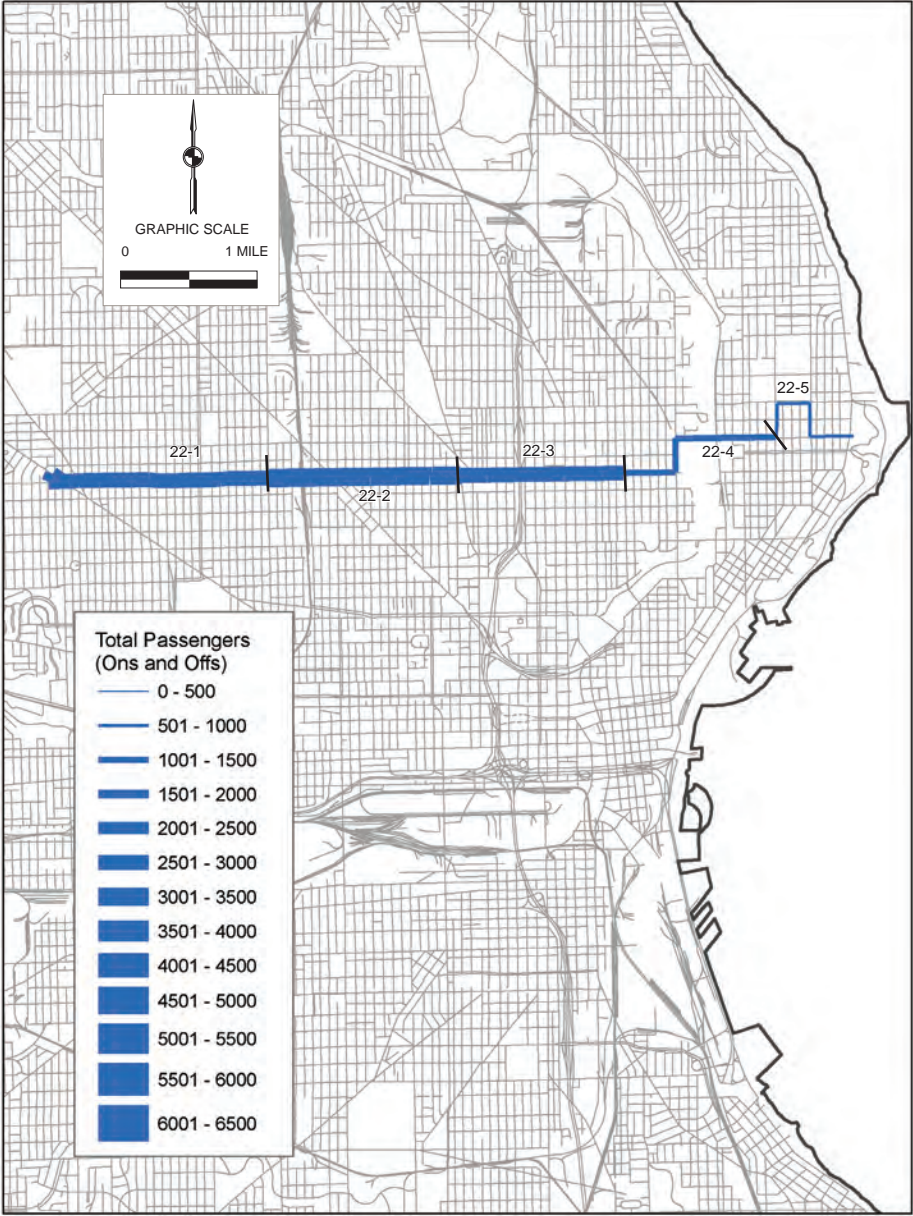 GRAPHIC SCALE
0 1 MILE
22-5
22-1
22-3
22-4
22-2
Total Passengers
(Ons and Offs)
0 - 500
501 - 1000
1001 - 1500
1501 - 2000
2001 - 2500
2501 - 3000
3001 - 3500
3501 - 4000
4001 - 4500
4501 - 5000
5001 - 5500
5501 - 6000
6001 - 6500